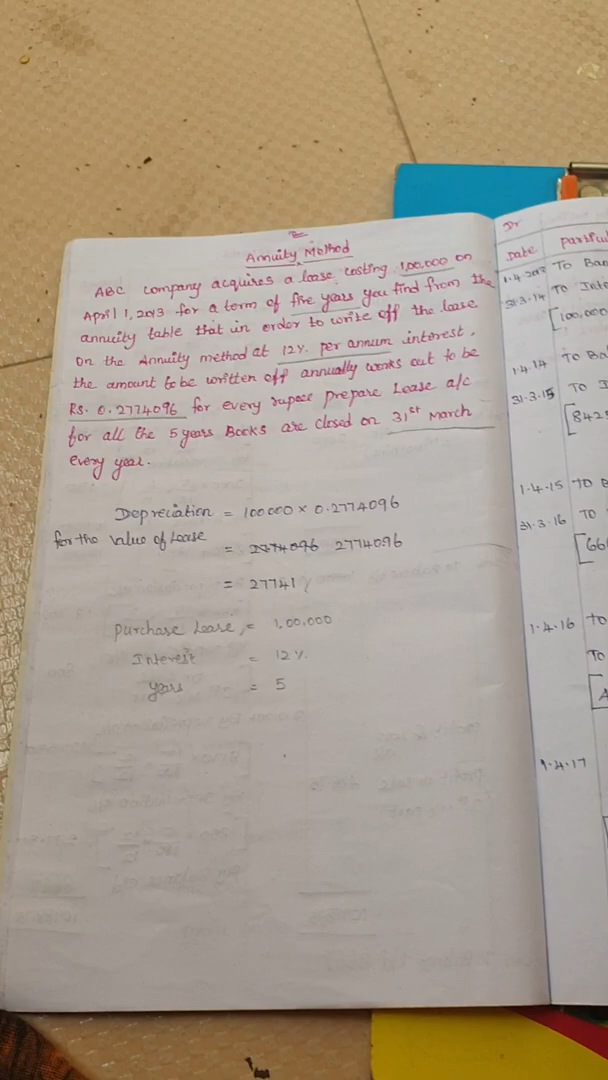 Annuity Method
ABC company acquires a lease costing 1,00,000 on
April 1, 2013 for a term of five years you find from the
annuity table that in order to write off the lease
on the Annuity method at 12% per annum interest.
the amount to be written off annually works out to be
Rs. 0.2774096 for every rupee prepare Lease a/c
for all the 5 years Books are closed on 31st March
every year.
Depreciation = 100000 × 0.2774096
for the value of Lease
= 2774096 2774096
= 27741
Purchase Lease, = 1,00,000
Interest = 12%
years = 5
Dr
Date Particul
1.4.2013 To Ban
31.3.14 To Inte
[100,000
1.4.14 To Bal
31.3.15 To I
[842
1.4.15 TO B
31.3.16 TO
[66
1.4.16 To
To
[A
1.4.17